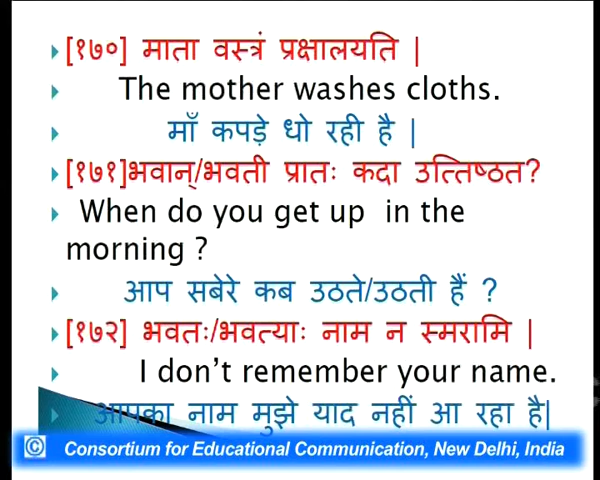 [१७०] माता वस्त्रं प्रक्षालयति |
The mother washes cloths.
माँ कपड़े धो रही है |
[१७१]भवान्/भवती प्रातः कदा उत्तिष्ठत?
When do you get up in the
morning ?
आप सबेरे कब उठते/उठती हैं ?
[१७२] भवतः/भवत्याः नाम न स्मरामि |
I don’t remember your name.
आपका नाम मुझे याद नहीं आ रहा है|
© Consortium for Educational Communication, New Delhi, India